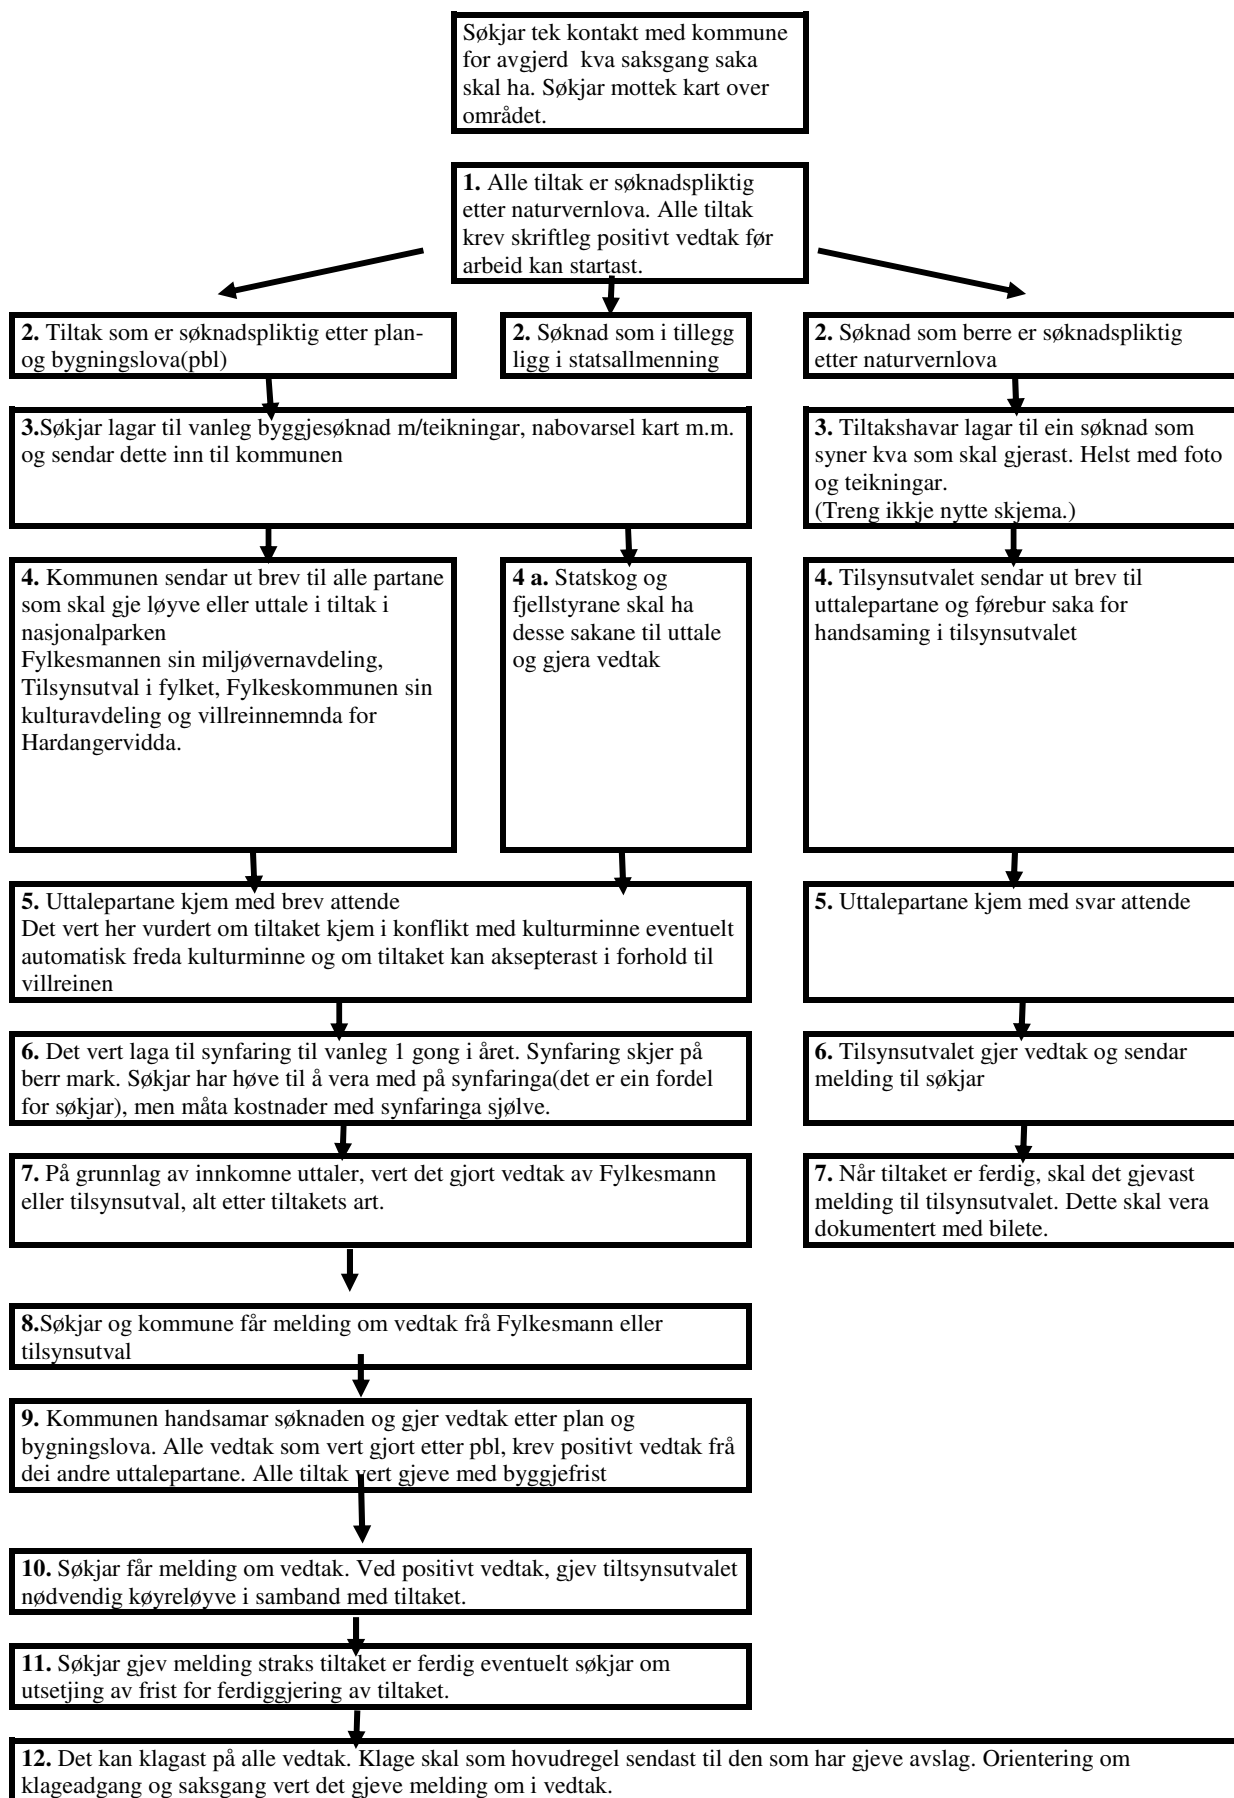 Søkjar tek kontakt med kommune
for avgjerd  kva saksgang saka
skal ha. Søkjar mottek kart over
området.
1. Alle tiltak er søknadspliktig
etter naturvernlova. Alle tiltak
krev skriftleg positivt vedtak før
arbeid kan startast.
2. Tiltak som er søknadspliktig etter plan-
og bygningslova(pbl)
2. Søknad som i tillegg
ligg i statsallmenning
2. Søknad som berre er søknadspliktig
etter naturvernlova
3.Søkjar lagar til vanleg byggjesøknad m/teikningar, nabovarsel kart m.m.
og sendar dette inn til kommunen
3. Tiltakshavar lagar til ein søknad som
syner kva som skal gjerast. Helst med foto
og teikningar.
(Treng ikkje nytte skjema.)
4. Kommunen sendar ut brev til alle partane
som skal gje løyve eller uttale i tiltak i
nasjonalparken
Fylkesmannen sin miljøvernavdeling,
Tilsynsutval i fylket, Fylkeskommunen sin
kulturavdeling og villreinnemnda for
Hardangervidda.
4 a. Statskog og
fjellstyrane skal ha
desse sakane til uttale
og gjera vedtak
4. Tilsynsutvalet sendar ut brev til
uttalepartane og førebur saka for
handsaming i tilsynsutvalet
5. Uttalepartane kjem med brev attende
Det vert her vurdert om tiltaket kjem i konflikt med kulturminne eventuelt
automatisk freda kulturminne og om tiltaket kan aksepterast i forhold til
villreinen
5. Uttalepartane kjem med svar attende
6. Det vert laga til synfaring til vanleg 1 gong i året. Synfaring skjer på
berr mark. Søkjar har høve til å vera med på synfaringa(det er ein fordel
for søkjar), men måta kostnader med synfaringa sjølve.
6. Tilsynsutvalet gjer vedtak og sendar
melding til søkjar
7. På grunnlag av innkomne uttaler, vert det gjort vedtak av Fylkesmann
eller tilsynsutval, alt etter tiltakets art.
7. Når tiltaket er ferdig, skal det gjevast
melding til tilsynsutvalet. Dette skal vera
dokumentert med bilete.
8.Søkjar og kommune får melding om vedtak frå Fylkesmann eller
tilsynsutval
9. Kommunen handsamar søknaden og gjer vedtak etter plan og
bygningslova. Alle vedtak som vert gjort etter pbl, krev positivt vedtak frå
dei andre uttalepartane. Alle tiltak vert gjeve med byggjefrist
10. Søkjar får melding om vedtak. Ved positivt vedtak, gjev tiltsynsutvalet
nødvendig køyreløyve i samband med tiltaket.
11. Søkjar gjev melding straks tiltaket er ferdig eventuelt søkjar om
utsetjing av frist for ferdiggjering av tiltaket.
12. Det kan klagast på alle vedtak. Klage skal som hovudregel sendast til den som har gjeve avslag. Orientering om
klageadgang og saksgang vert det gjeve melding om i vedtak.